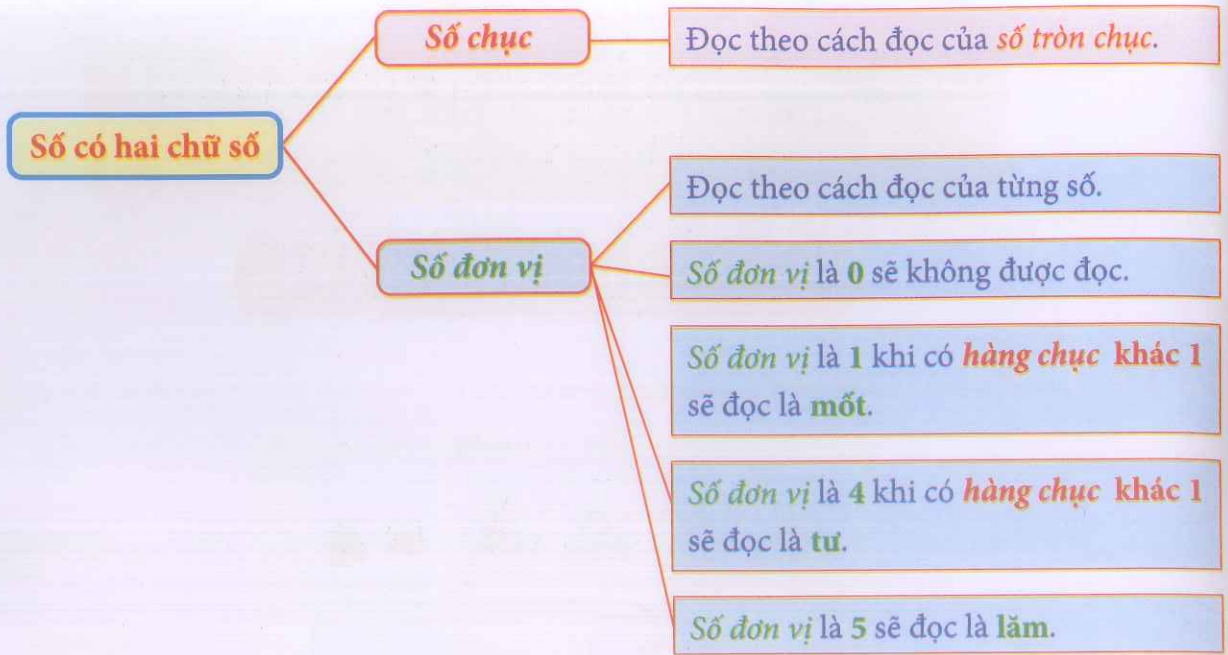 Số có hai chữ số
Số chục
Đọc theo cách đọc của số tròn chục.
Số đơn vị
Đọc theo cách đọc của từng số.
Số đơn vị là 0 sẽ không được đọc.
Số đơn vị là 1 khi có hàng chục khác 1
sẽ đọc là mốt.
Số đơn vị là 4 khi có hàng chục khác 1
sẽ đọc là tư.
Số đơn vị là 5 sẽ đọc là lăm.